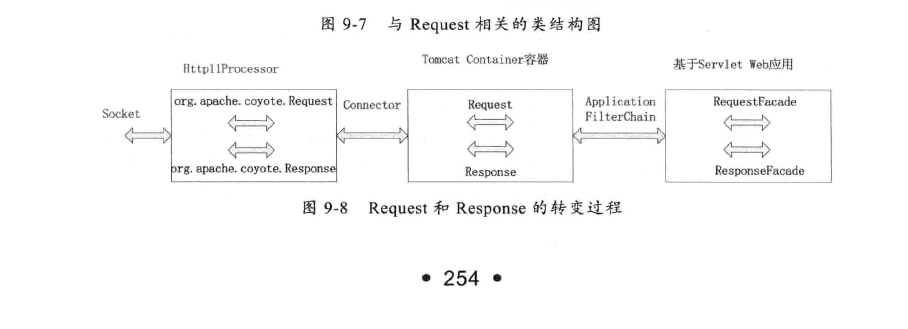 图 9-7 与 Request 相关的类结构图
Http11Processor
Tomcat Container容器
基于Servlet Web应用
Socket
org.apache.coyote.Request
org.apache.coyote.Response
Connector
Request
Response
Application
FilterChain
RequestFacade
ResponseFacade
图 9-8 Request 和 Response 的转变过程
• 254 •